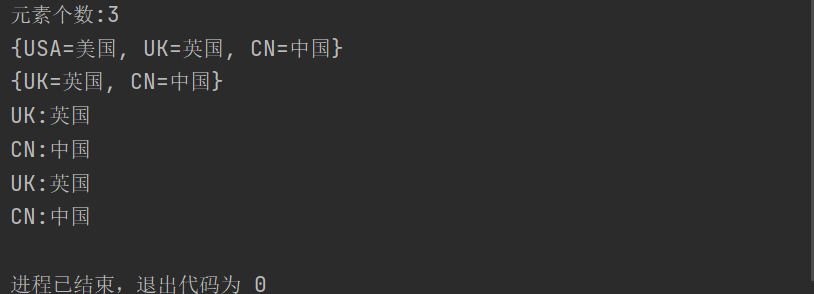 元素个数:3
{USA=美国, UK=英国, CN=中国}
{UK=英国, CN=中国}
UK:英国
CN:中国
UK:英国
CN:中国
进程已结束，退出代码为 0